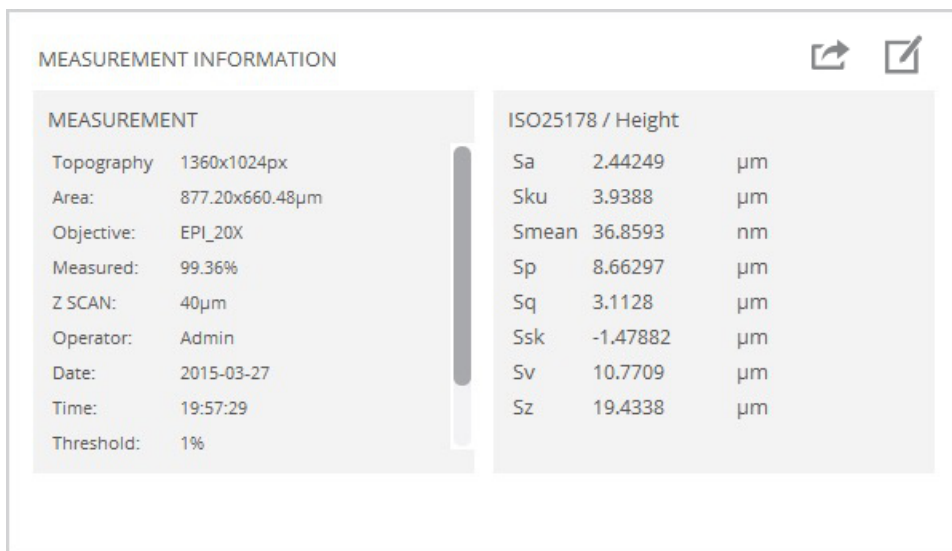 MEASUREMENT INFORMATION
MEASUREMENT
Topography 1360x1024px
Area: 877.20x660.48µm
Objective: EPI_20X
Measured: 99.36%
Z SCAN: 40µm
Operator: Admin
Date: 2015-03-27
Time: 19:57:29
Threshold: 1%
ISO25178 / Height
Sa 2.44249 µm
Sku 3.9388 µm
Smean 36.8593 nm
Sp 8.66297 µm
Sq 3.1128 µm
Ssk -1.47882 µm
Sv 10.7709 µm
Sz 19.4338 µm